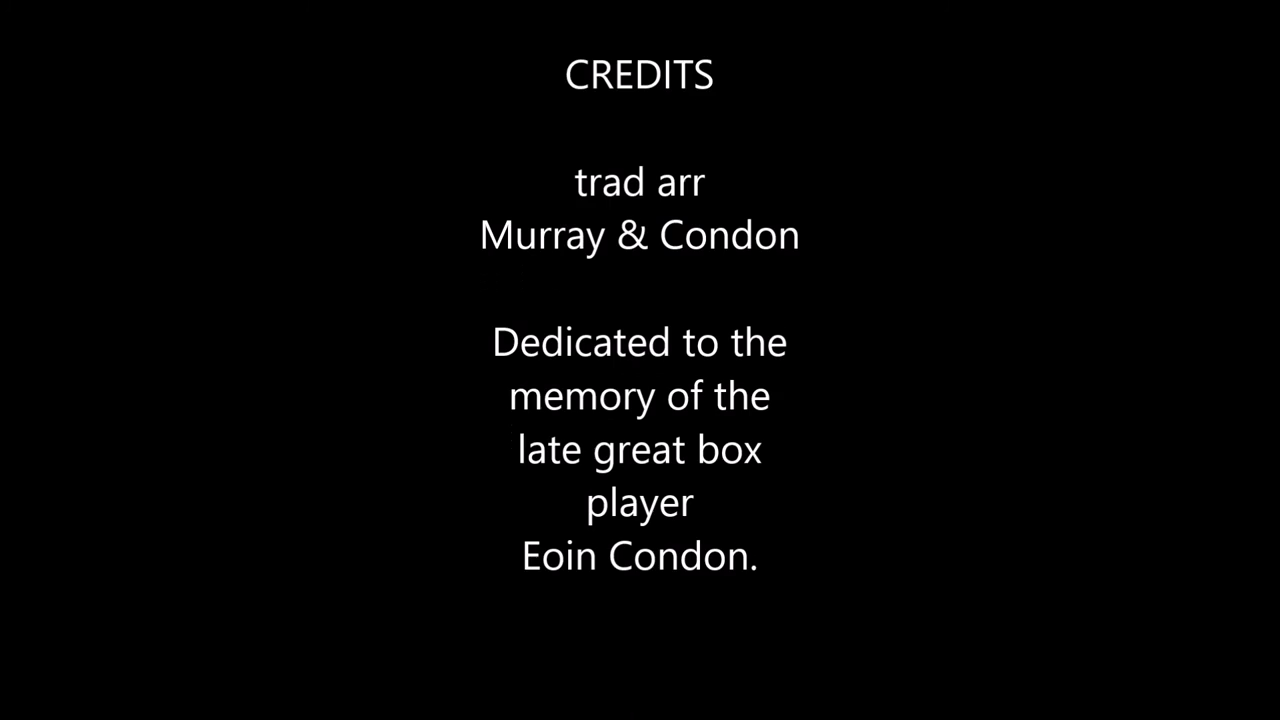 CREDITS
trad arr
Murray & Condon
Dedicated to the
memory of the
late great box
player
Eoin Condon.